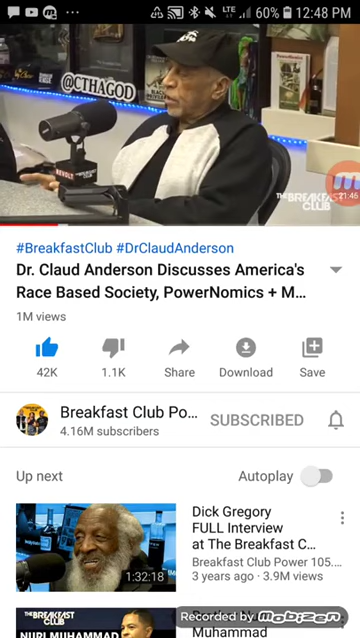 LTE
60%
12:48 PM
@CTHAGOD
REVOLT
THE BREAKFAST
CLUB
21:46
#BreakfastClub #DrClaudAnderson
Dr. Claud Anderson Discusses America's
Race Based Society, PowerNomics + M...
1M views
42K
1.1K
Share
Download
Save
Breakfast Club Po...
4.16M subscribers
SUBSCRIBED
Up next
Autoplay
Dick Gregory
FULL Interview
at The Breakfast C...
Breakfast Club Power 105....
3 years ago · 3.9M views
1:32:18
THE BREAKFAST
CLUB
NURI MUHAMMAD
Muhammad
Recorded by Mobizen